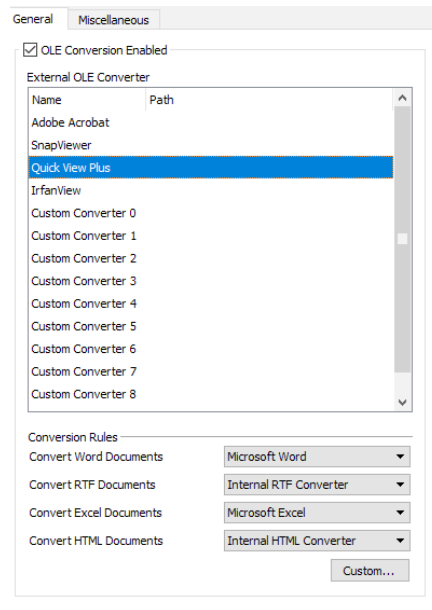 General Miscellaneous
OLE Conversion Enabled
External OLE Converter
Name Path
Adobe Acrobat
SnapViewer
Quick View Plus
IrfanView
Custom Converter 0
Custom Converter 1
Custom Converter 2
Custom Converter 3
Custom Converter 4
Custom Converter 5
Custom Converter 6
Custom Converter 7
Custom Converter 8
Conversion Rules
Convert Word Documents Microsoft Word
Convert RTF Documents Internal RTF Converter
Convert Excel Documents Microsoft Excel
Convert HTML Documents Internal HTML Converter
Custom...